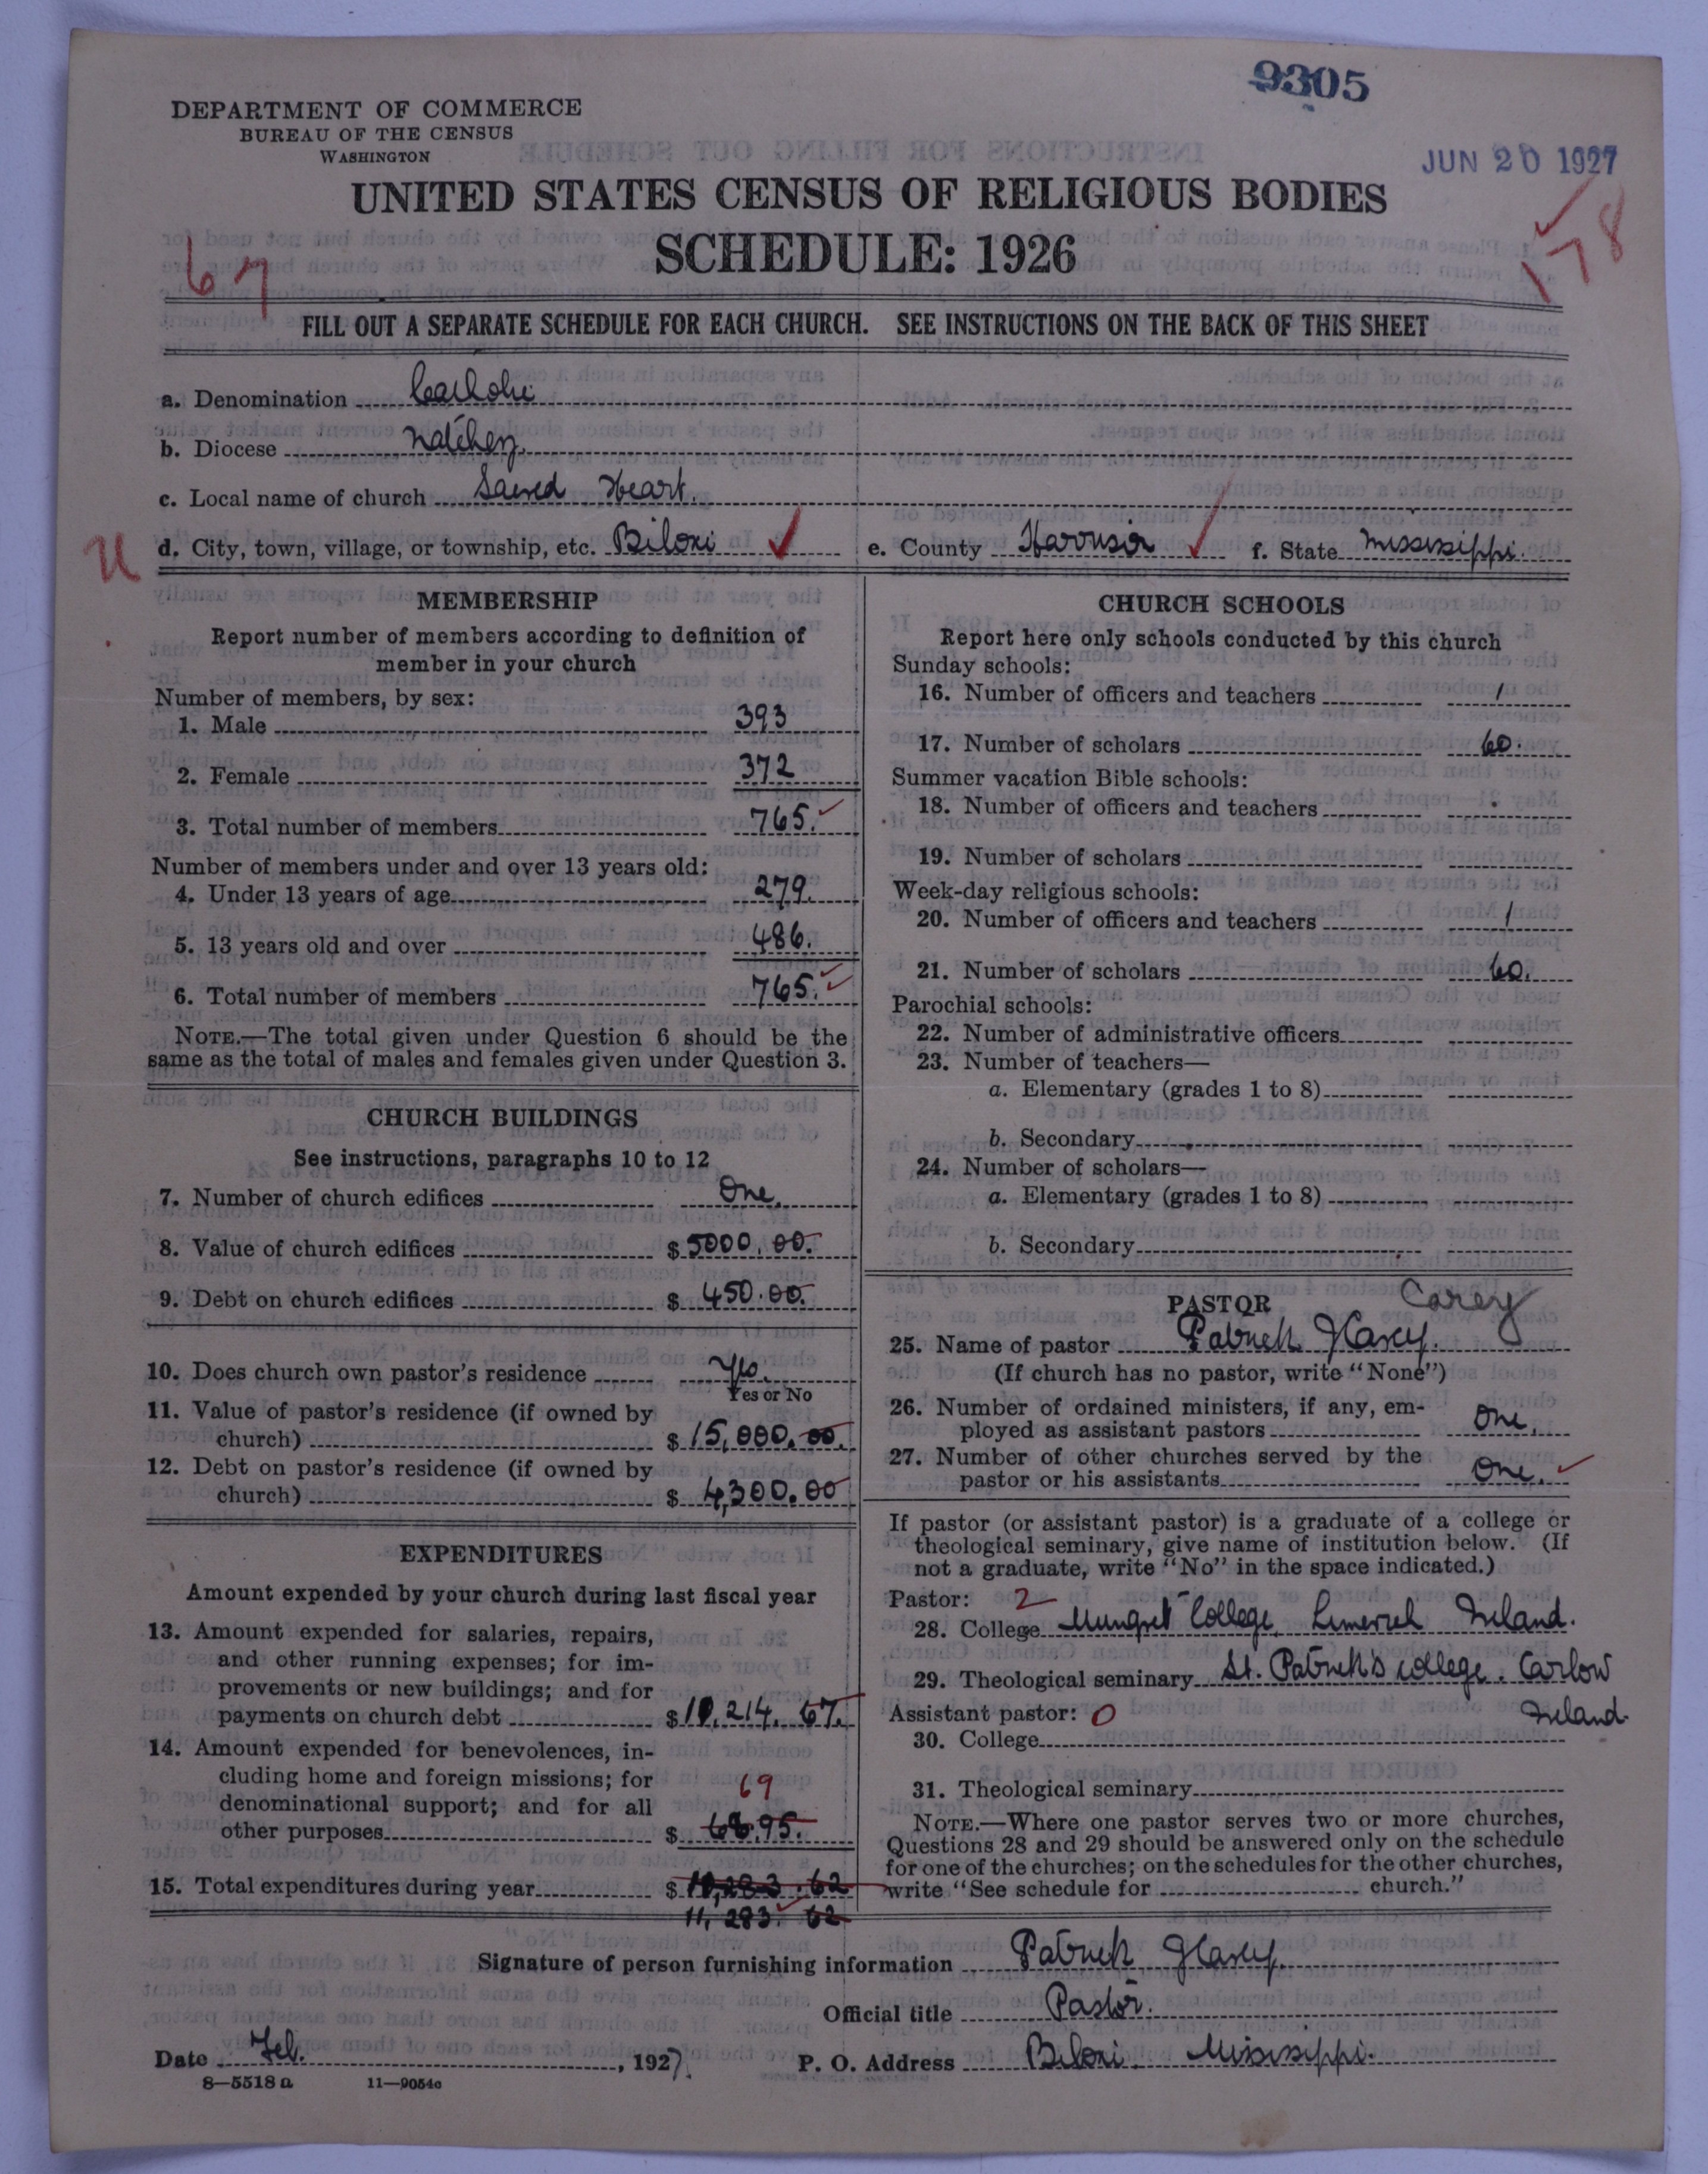 9305
DEPARTMENT OF COMMERCE
BUREAU OF THE CENSUS
WASHINGTON
JUN 20 1927
UNITED STATES CENSUS OF RELIGIOUS BODIES
SCHEDULE: 1926
67
178
FILL OUT A SEPARATE SCHEDULE FOR EACH CHURCH. SEE INSTRUCTIONS ON THE BACK OF THIS SHEET
a. Denomination Catholic
b. Diocese Natchez
c. Local name of church Sacred Heart.
d. City, town, village, or township, etc. Biloxi e. County Harrison f. State Mississippi.
MEMBERSHIP
Report number of members according to definition of
member in your church
Number of members, by sex:
1. Male 393
2. Female 372
3. Total number of members 765.
Number of members under and over 13 years old:
4. Under 13 years of age 279.
5. 13 years old and over 486.
6. Total number of members 765.
NOTE.—The total given under Question 6 should be the
same as the total of males and females given under Question 3.
CHURCH BUILDINGS
See instructions, paragraphs 10 to 12
7. Number of church edifices One.
8. Value of church edifices $ 5000.00.
9. Debt on church edifices $ 450.00.
10. Does church own pastor's residence Yes.
Yes or No
11. Value of pastor's residence (if owned by
church) $ 15,000.00.
12. Debt on pastor's residence (if owned by
church) $ 4,300.00
EXPENDITURES
Amount expended by your church during last fiscal year
13. Amount expended for salaries, repairs,
and other running expenses; for im-
provements or new buildings; and for
payments on church debt $ 11,214.67.
14. Amount expended for benevolences, in-
cluding home and foreign missions; for
69
denominational support; and for all
other purposes $ 68.95.
15. Total expenditures during year $ 10,283.62
11,283.62
CHURCH SCHOOLS
Report here only schools conducted by this church
Sunday schools:
16. Number of officers and teachers 1
17. Number of scholars 60.
Summer vacation Bible schools:
18. Number of officers and teachers
19. Number of scholars
Week-day religious schools:
20. Number of officers and teachers 1
21. Number of scholars 60.
Parochial schools:
22. Number of administrative officers
23. Number of teachers—
a. Elementary (grades 1 to 8)
b. Secondary
24. Number of scholars—
a. Elementary (grades 1 to 8)
b. Secondary
PASTOR
Carey
25. Name of pastor Patrick J Carey.
(If church has no pastor, write "None")
26. Number of ordained ministers, if any, em-
ployed as assistant pastors One.
27. Number of other churches served by the
pastor or his assistants One.
If pastor (or assistant pastor) is a graduate of a college or
theological seminary, give name of institution below. (If
not a graduate, write "No" in the space indicated.)
Pastor: 2
28. College Mungret College Limerick Ireland.
29. Theological seminary St. Patrick's College. Carlow
Ireland.
Assistant pastor: 0
30. College
31. Theological seminary
NOTE.—Where one pastor serves two or more churches,
Questions 28 and 29 should be answered only on the schedule
for one of the churches; on the schedules for the other churches,
write "See schedule for church."
Signature of person furnishing information Patrick J Carey.
Official title Pastor.
Date Feb. , 1927. P. O. Address Biloxi Mississippi.
8—5518 a 11—9054c